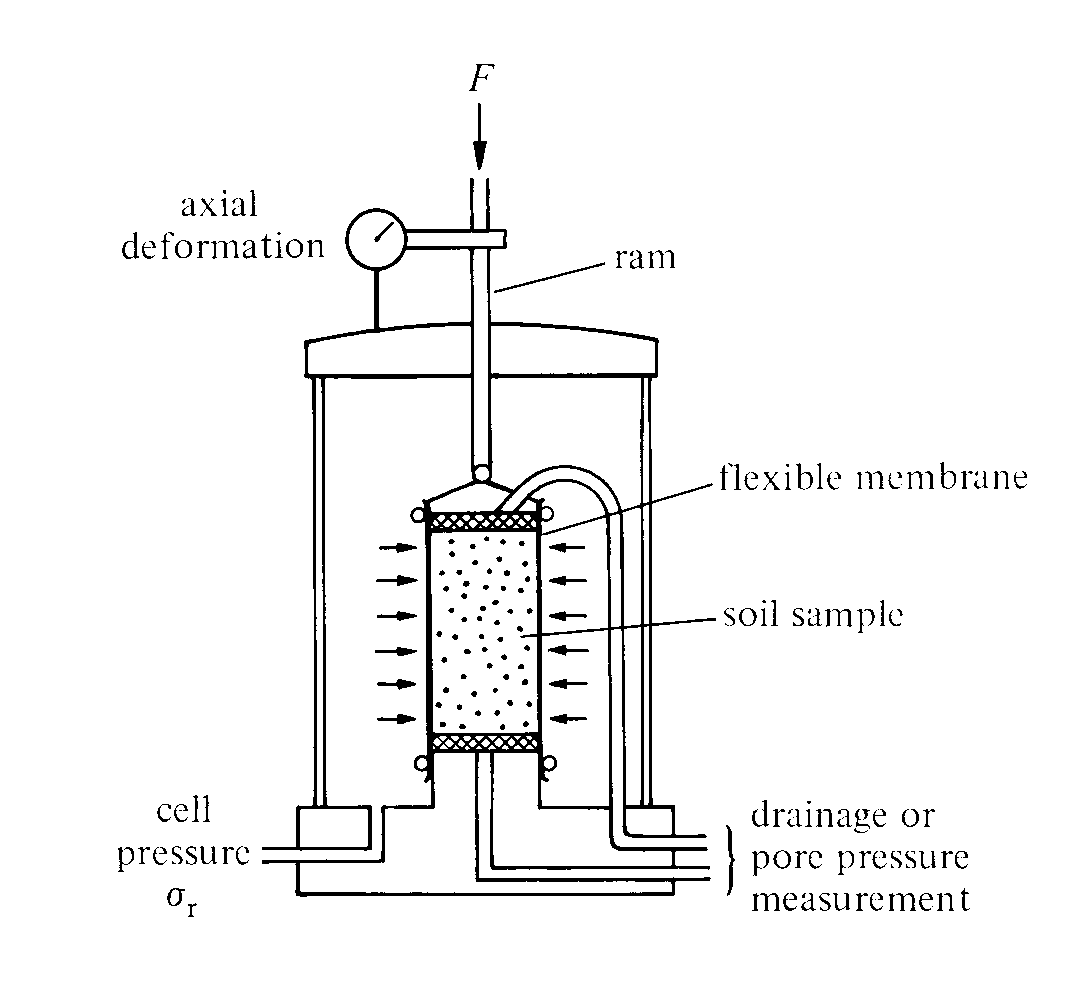 F
axial
deformation
ram
flexible membrane
soil sample
cell
pressure
σr
drainage or
pore pressure
measurement